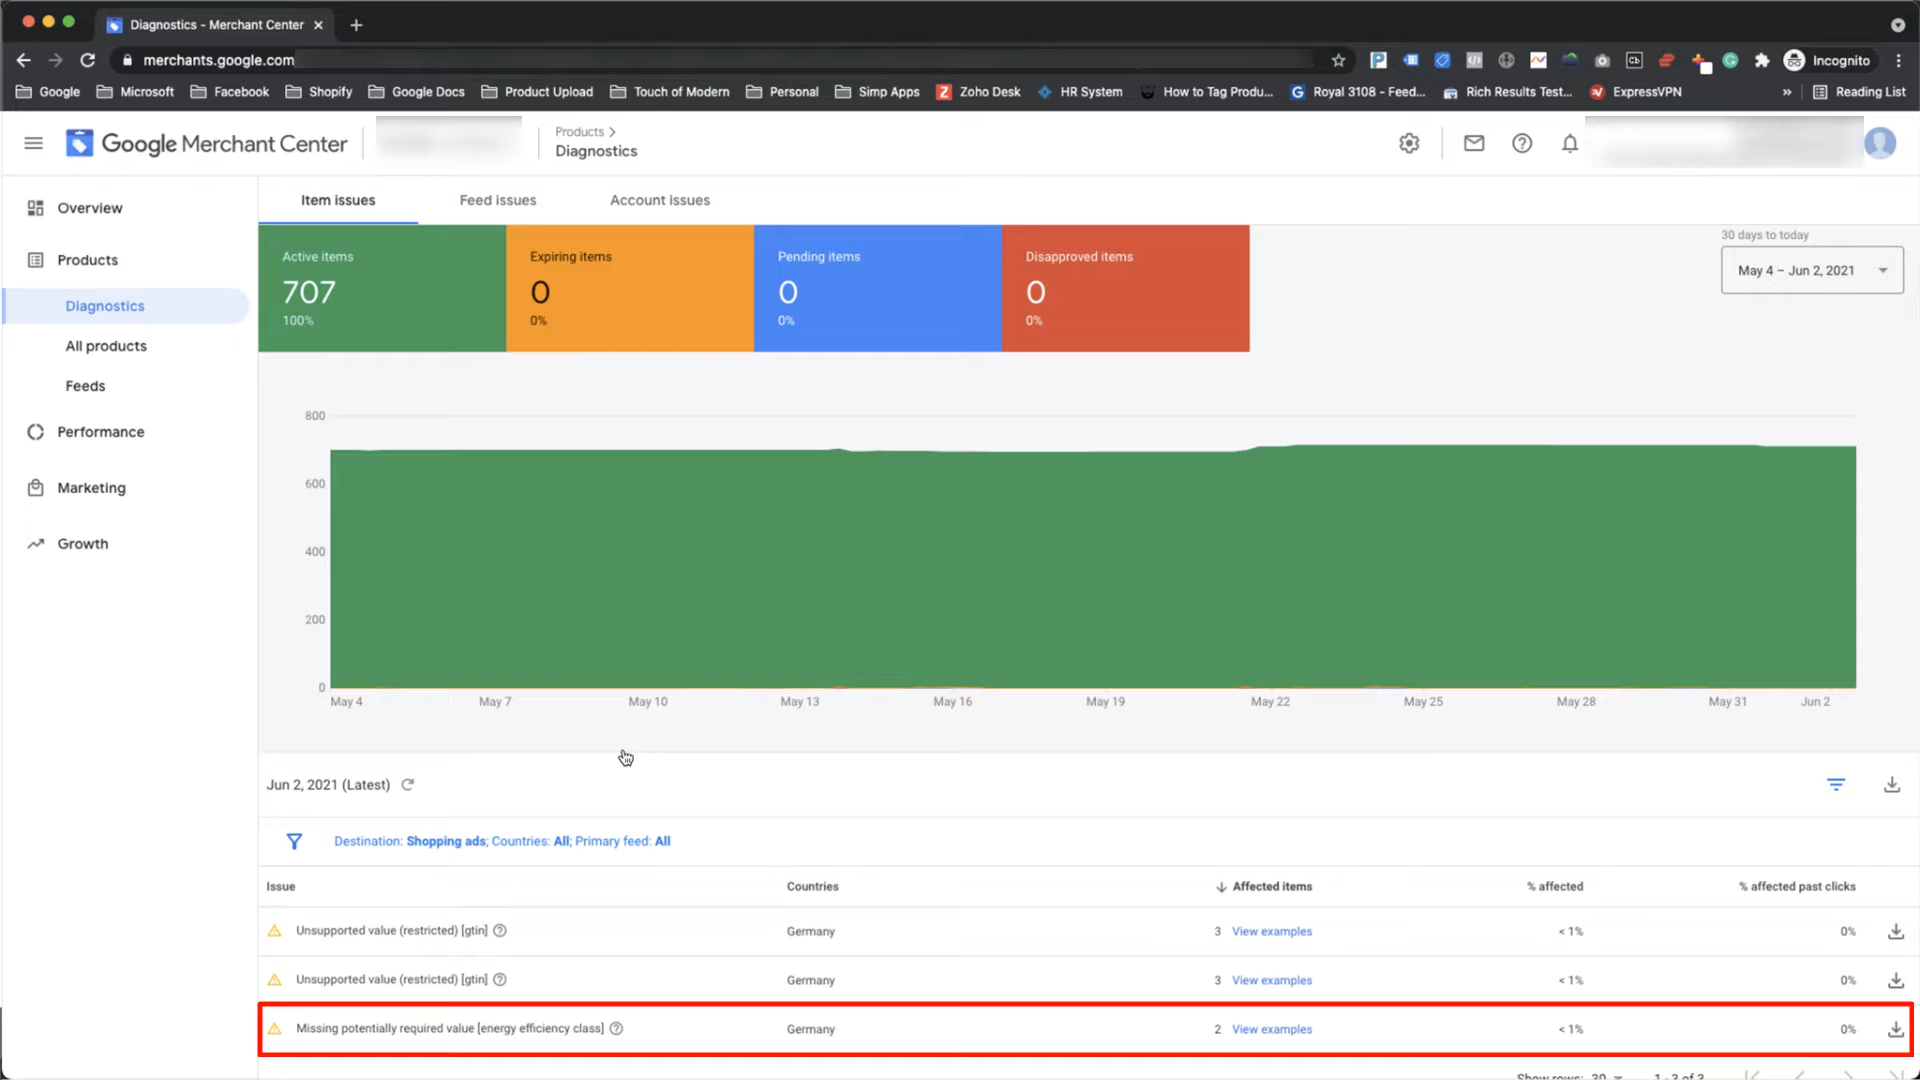 Diagnostics - Merchant Center
merchants.google.com
Incognito
Google Microsoft Facebook Shopify Google Docs Product Upload Touch of Modern Personal Simp Apps Zoho Desk HR System How to Tag Produ... Royal 3108 - Feed... Rich Results Test... ExpressVPN » Reading List
Google Merchant Center
Products >
Diagnostics
Overview
Products
Diagnostics
All products
Feeds
Performance
Marketing
Growth
Item issues Feed issues Account issues
Active items
707
100%
Expiring items
0
0%
Pending items
0
0%
Disapproved items
0
0%
30 days to today
May 4 – Jun 2, 2021
800
600
400
200
0
May 4 May 7 May 10 May 13 May 16 May 19 May 22 May 25 May 28 May 31 Jun 2
Jun 2, 2021 (Latest)
Destination: Shopping ads; Countries: All; Primary feed: All
Issue Countries Affected items % affected % affected past clicks
Unsupported value (restricted) [gtin] Germany 3 View examples < 1% 0%
Unsupported value (restricted) [gtin] Germany 3 View examples < 1% 0%
Missing potentially required value [energy efficiency class] Germany 2 View examples < 1% 0%
Show rows: 30 1 - 3 of 3